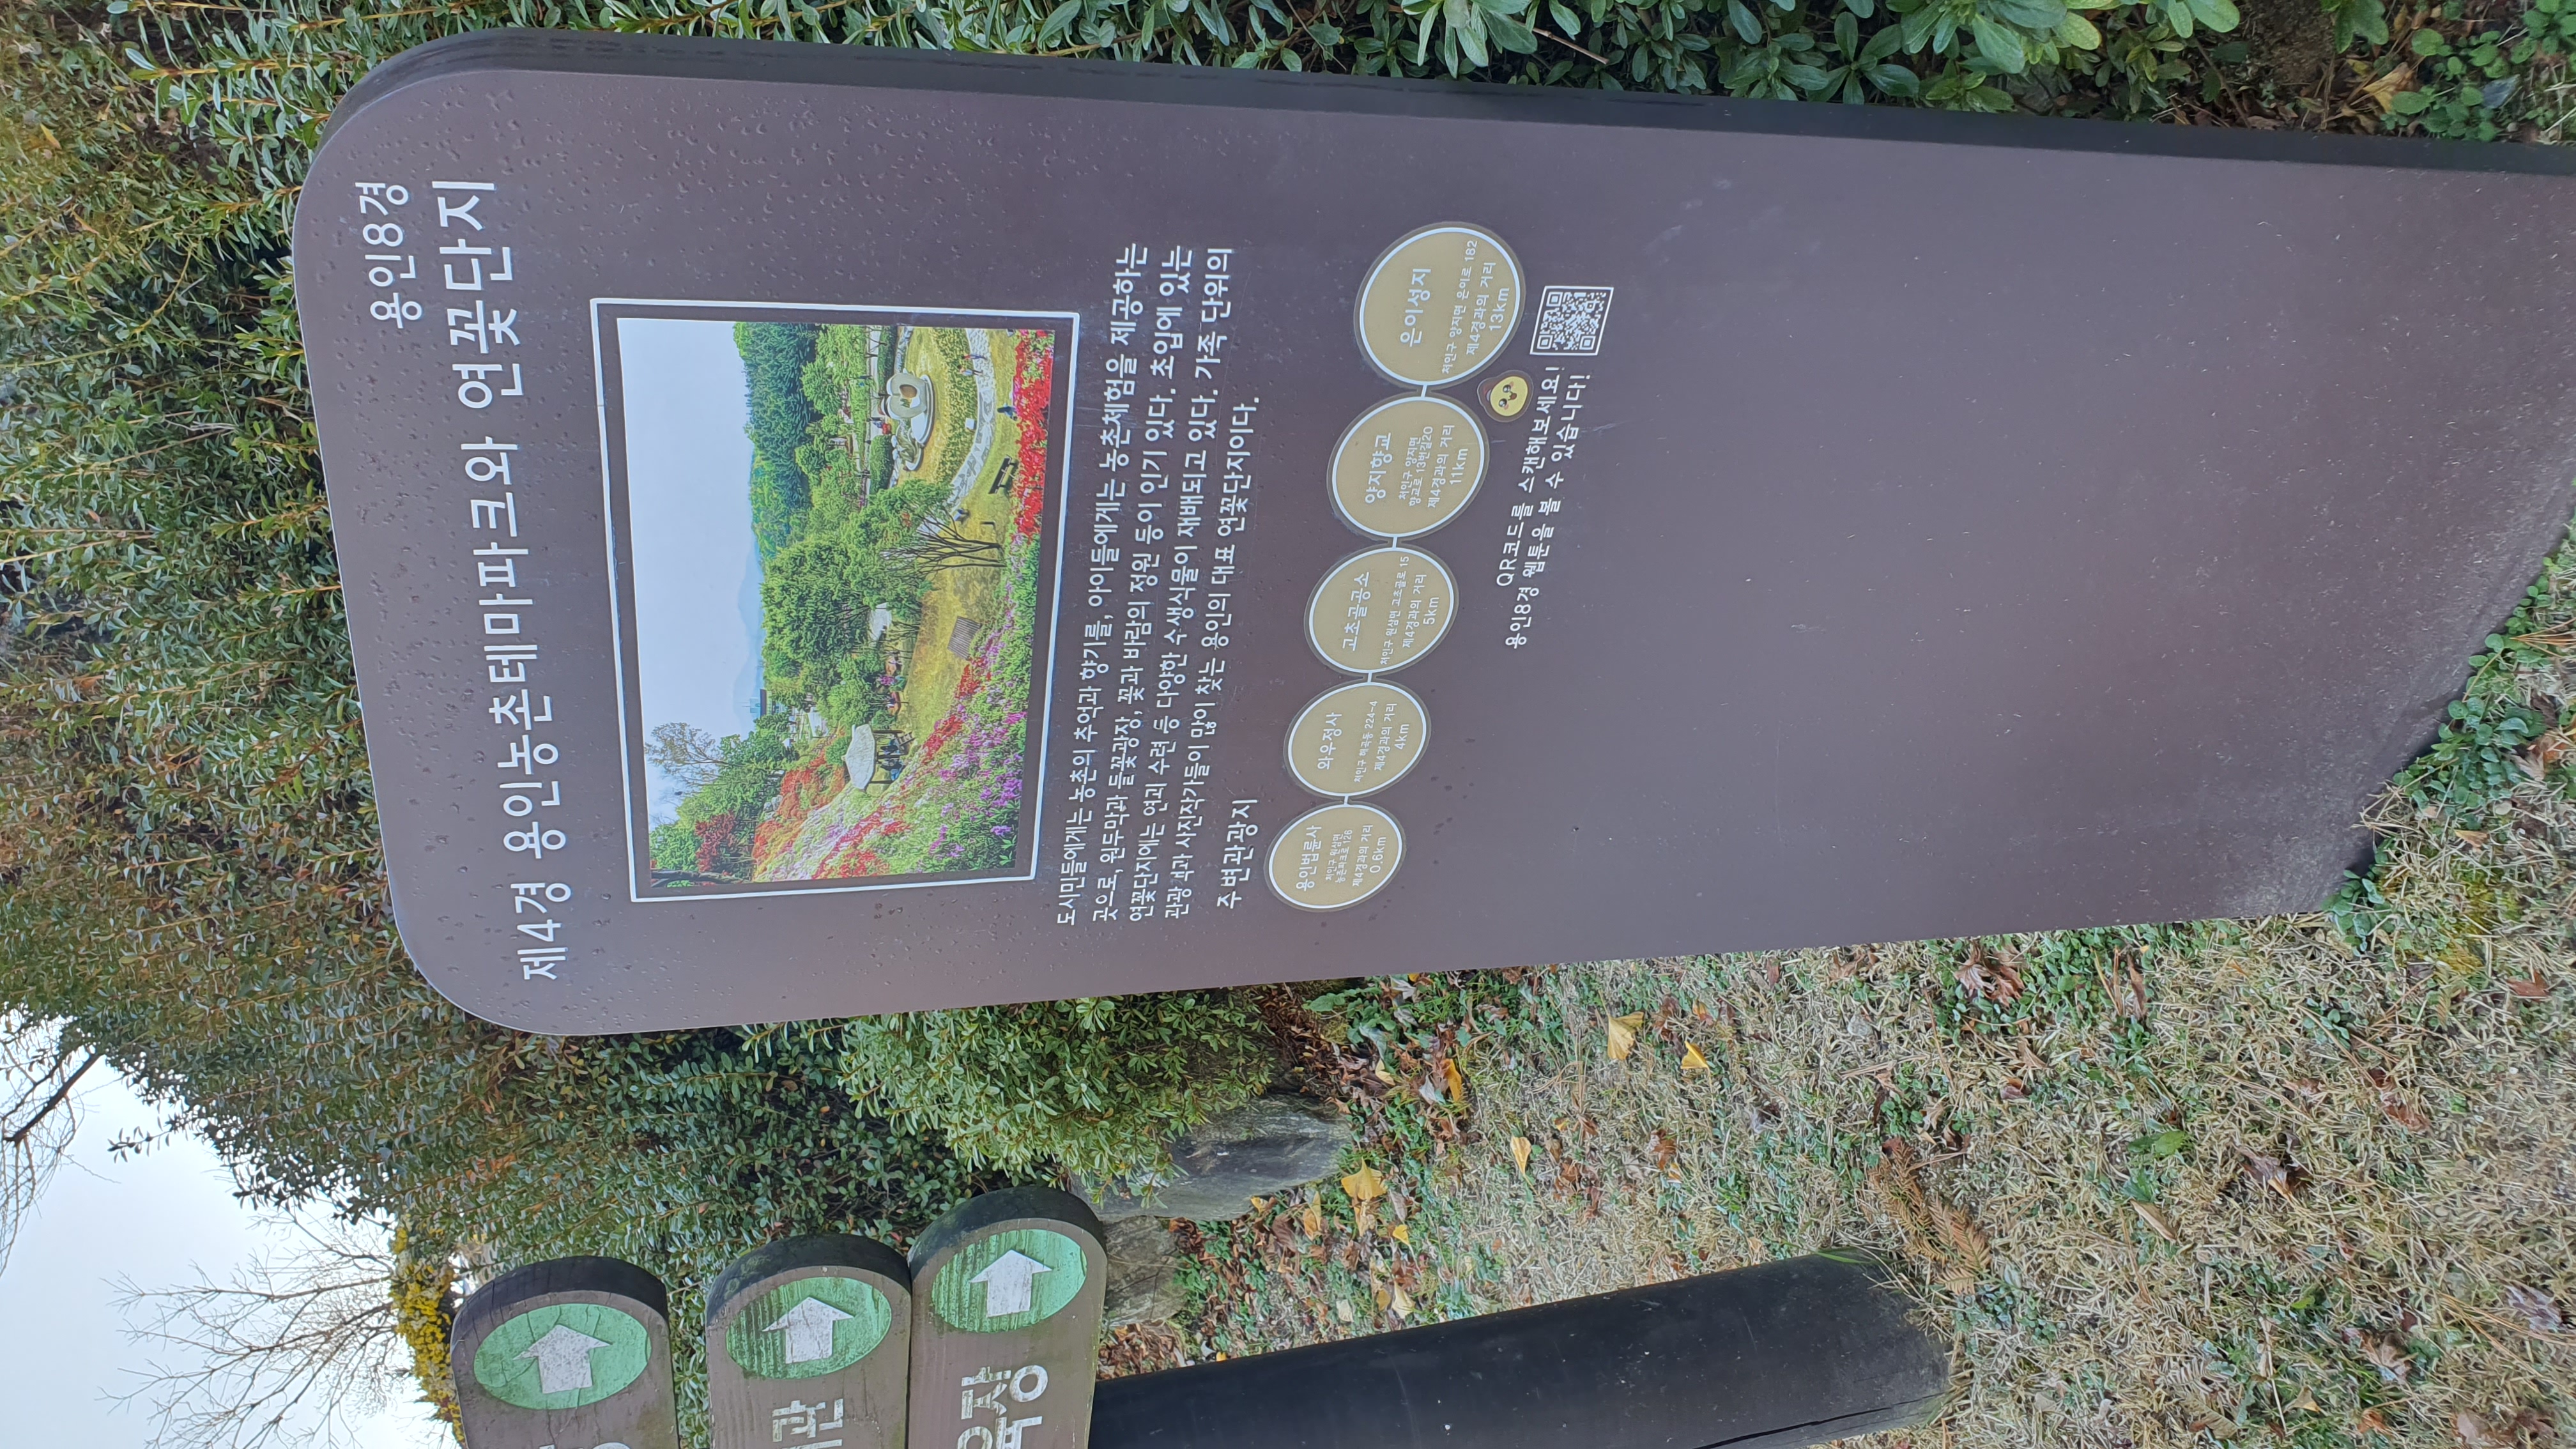 용인8경
제4경 용인농촌테마파크와 연꽃단지
도시민들에게는 농촌의 추억과 향기를, 아이들에게는 농촌체험을 제공하는
곳으로, 원두막과 들꽃광장, 꽃과 바람의 정원 등이 인기 있다. 초입에 있는
연꽃단지에는 연과 수련 등 다양한 수생식물이 재배되고 있다. 가족 단위의
관광객과 사진작가들이 많이 찾는 용인의 대표 연꽃단지이다.
주변관광지
용인법륜사
처인구 원삼면
농촌파크로 126
제4경과의 거리
0.6km
와우정사
처인구 해곡동 224-4
제4경과의 거리
4km
고초골공소
처인구 원삼면 고초골로 15
제4경과의 거리
5km
양지향교
처인구 양지면
향교로 13번길20
제4경과의 거리
11km
은이성지
처인구 양지면 은이로 182
제4경과의 거리
13km
QR코드를 스캔해보세요!
용인8경 웹툰을 볼 수 있습니다!
관
육장